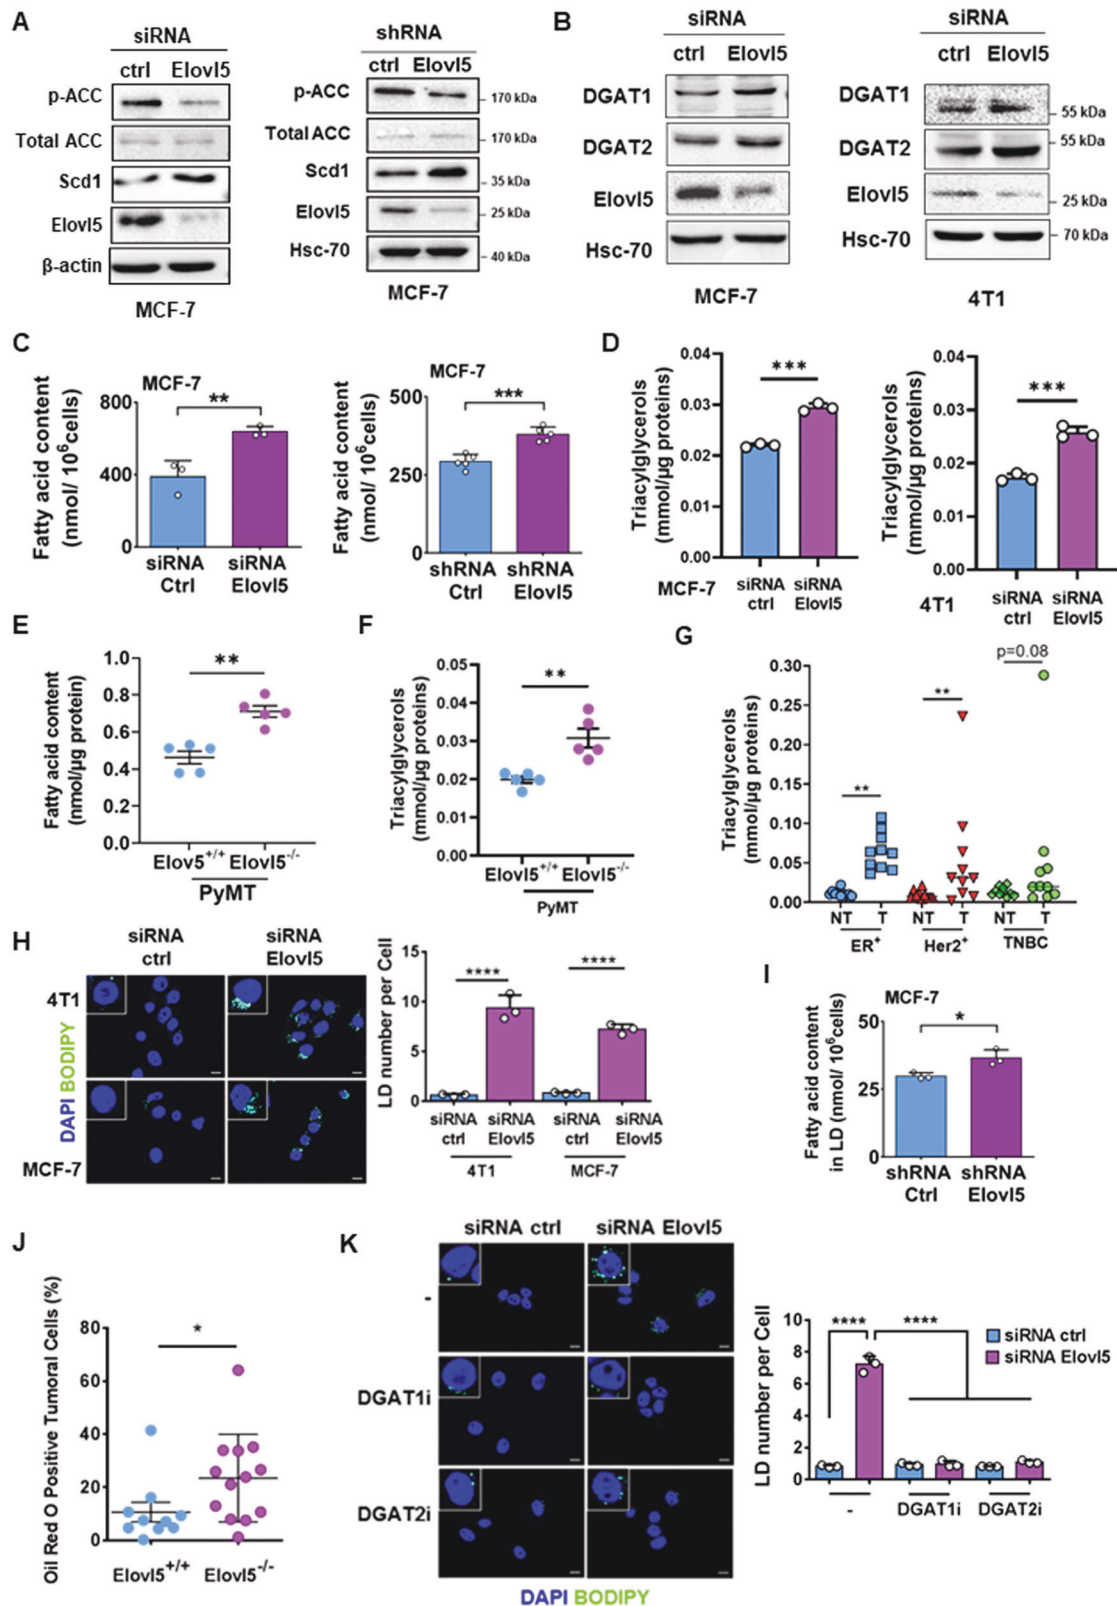 A
siRNA
ctrl Elovl5
p-ACC
Total ACC
Scd1
Elovl5
β-actin
MCF-7
shRNA
ctrl Elovl5
p-ACC
170 kDa
Total ACC
170 kDa
Scd1
35 kDa
Elovl5
25 kDa
Hsc-70
40 kDa
MCF-7
B
siRNA
ctrl Elovl5
DGAT1
DGAT2
Elovl5
Hsc-70
MCF-7
siRNA
ctrl Elovl5
DGAT1
55 kDa
DGAT2
55 kDa
Elovl5
25 kDa
Hsc-70
70 kDa
4T1
C
MCF-7
Fatty acid content
(nmol/ 10⁶cells)
800
400
0
**
siRNA siRNA
Ctrl Elovl5
MCF-7
Fatty acid content
(nmol/ 10⁶cells)
500
250
0
***
shRNA shRNA
Ctrl Elovl5
D
Triacylglycerols
(mmol/µg proteins)
0.04
0.03
0.02
0.01
0.00
***
MCF-7
siRNA siRNA
ctrl Elovl5
Triacylglycerols
(mmol/µg proteins)
0.04
0.03
0.02
0.01
0.00
***
4T1
siRNA siRNA
ctrl Elovl5
E
Fatty acid content
(nmol/µg protein)
1.0
0.8
0.6
0.4
0.2
0.0
**
Elov5⁺/⁺ Elovl5⁻/⁻
PyMT
F
Triacylglycerols
(mmol/µg proteins)
0.05
0.04
0.03
0.02
0.01
0.00
**
Elovl5⁺/⁺ Elovl5⁻/⁻
PyMT
G
Triacylglycerols
(mmol/µg proteins)
0.30
0.25
0.20
0.15
0.10
0.05
0.00
**
**
p=0.08
NT T NT T NT T
ER⁺ Her2⁺ TNBC
H
siRNA siRNA
ctrl Elovl5
4T1
MCF-7
DAPI BODIPY
LD number per Cell
15
10
5
0
**** ****
siRNA siRNA siRNA siRNA
ctrl Elovl5 ctrl Elovl5
4T1 MCF-7
I
MCF-7
Fatty acid content
in LD (nmol/ 10⁶cells)
50
25
0
*
shRNA shRNA
Ctrl Elovl5
J
Oil Red O Positive Tumoral Cells (%)
80
60
40
20
0
*
Elovl5⁺/⁺ Elovl5⁻/⁻
K
siRNA ctrl siRNA Elovl5
-
DGAT1i
DGAT2i
DAPI BODIPY
LD number per Cell
10
8
6
4
2
0
**** ****
siRNA ctrl
siRNA Elovl5
- DGAT1i DGAT2i